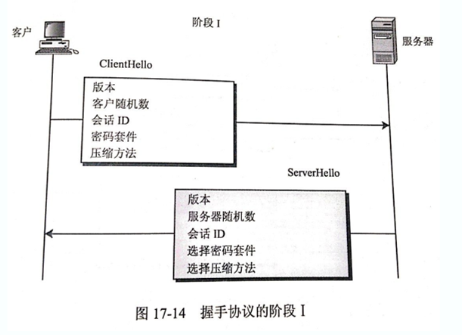 阶段 I
客户
服务器
ClientHello
版本
客户随机数
会话 ID
密码套件
压缩方法
ServerHello
版本
服务器随机数
会话 ID
选择密码套件
选择压缩方法
图 17-14 握手协议的阶段 I